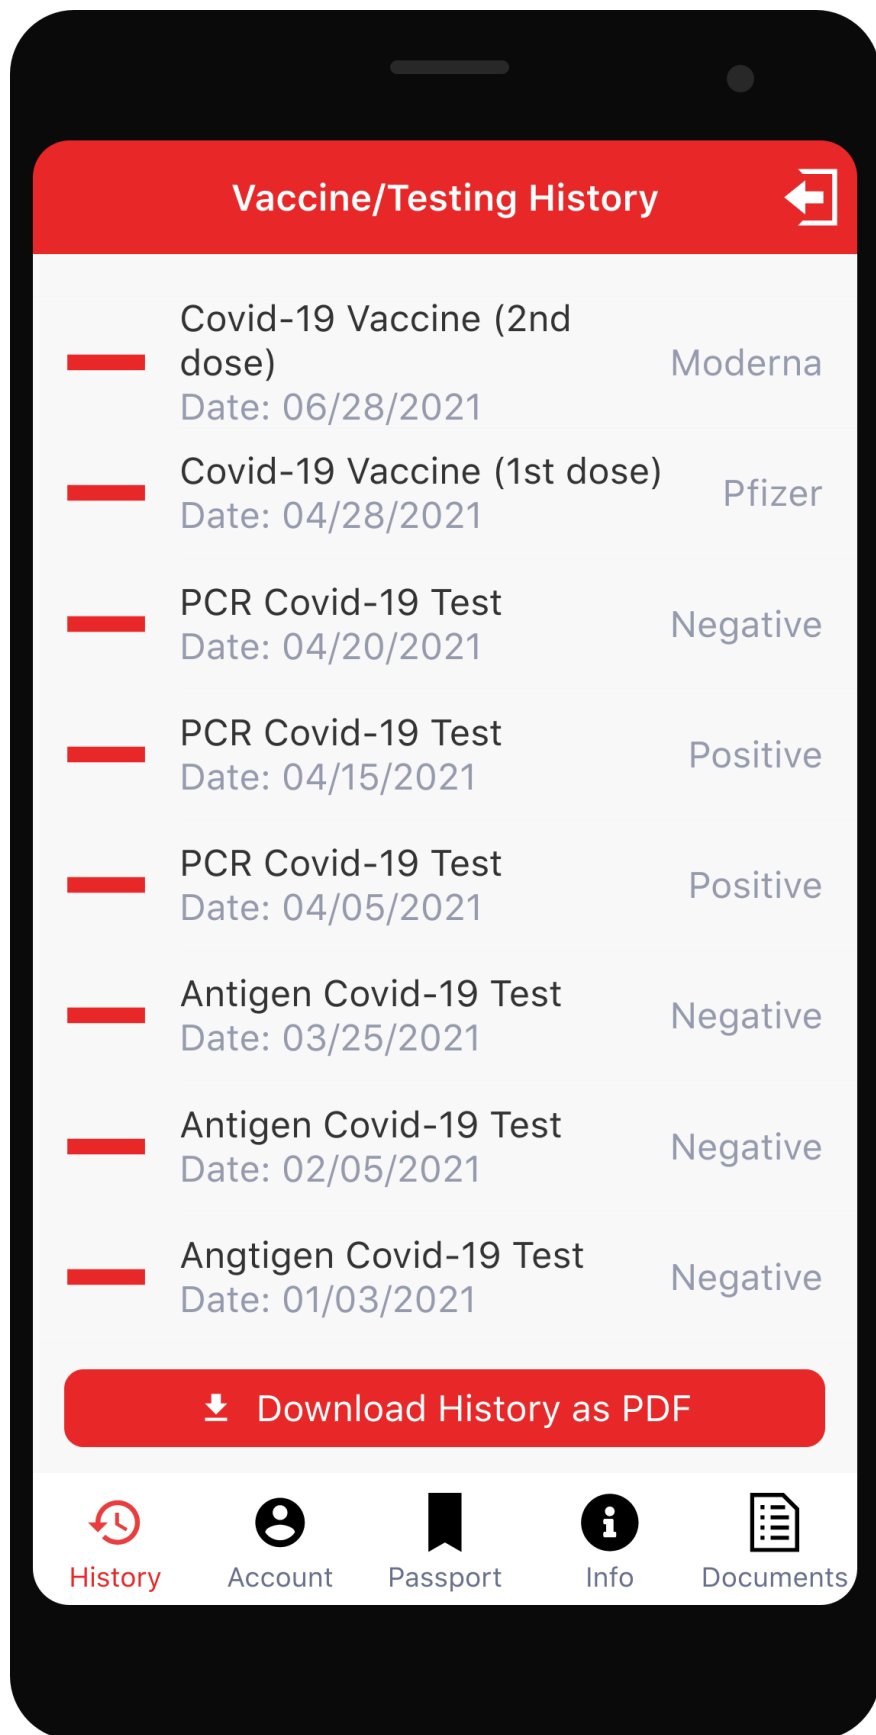 Vaccine/Testing History
Covid-19 Vaccine (2nd
dose)
Date: 06/28/2021
Moderna
Covid-19 Vaccine (1st dose)
Date: 04/28/2021
Pfizer
PCR Covid-19 Test
Date: 04/20/2021
Negative
PCR Covid-19 Test
Date: 04/15/2021
Positive
PCR Covid-19 Test
Date: 04/05/2021
Positive
Antigen Covid-19 Test
Date: 03/25/2021
Negative
Antigen Covid-19 Test
Date: 02/05/2021
Negative
Angtigen Covid-19 Test
Date: 01/03/2021
Negative
Download History as PDF
History
Account
Passport
Info
Documents